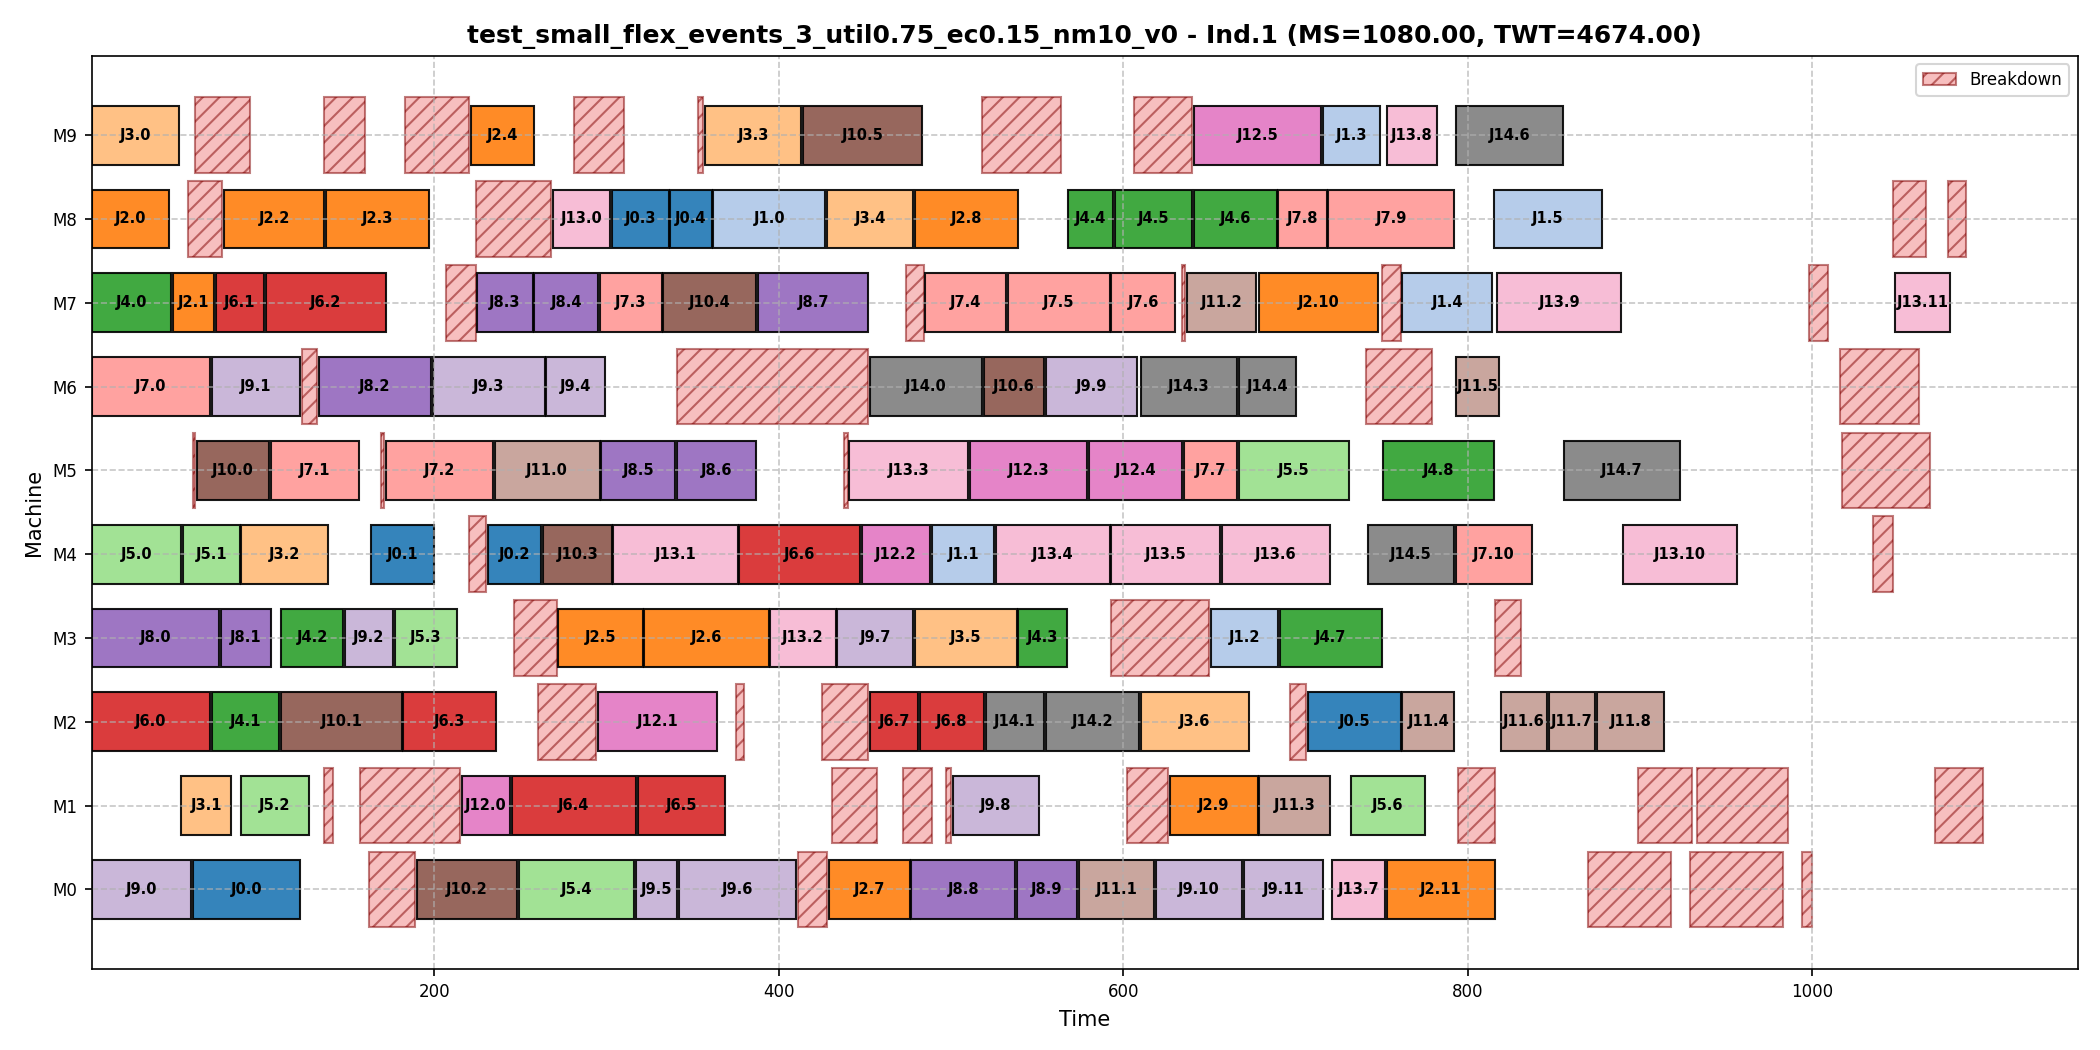 test_small_flex_events_3_util0.75_ec0.15_nm10_v0 - Ind.1 (MS=1080.00, TWT=4674.00)
Breakdown
Machine
M9 J3.0 J2.4 J3.3 J10.5 J12.5 J1.3 J13.8 J14.6
M8 J2.0 J2.2 J2.3 J13.0 J0.3 J0.4 J1.0 J3.4 J2.8 J4.4 J4.5 J4.6 J7.8 J7.9 J1.5
M7 J4.0 J2.1 J6.1 J6.2 J8.3 J8.4 J7.3 J10.4 J8.7 J7.4 J7.5 J7.6 J11.2 J2.10 J1.4 J13.9 J13.11
M6 J7.0 J9.1 J8.2 J9.3 J9.4 J14.0 J10.6 J9.9 J14.3 J14.4 J11.5
M5 J10.0 J7.1 J7.2 J11.0 J8.5 J8.6 J13.3 J12.3 J12.4 J7.7 J5.5 J4.8 J14.7
M4 J5.0 J5.1 J3.2 J0.1 J0.2 J10.3 J13.1 J6.6 J12.2 J1.1 J13.4 J13.5 J13.6 J14.5 J7.10 J13.10
M3 J8.0 J8.1 J4.2 J9.2 J5.3 J2.5 J2.6 J13.2 J9.7 J3.5 J4.3 J1.2 J4.7
M2 J6.0 J4.1 J10.1 J6.3 J12.1 J6.7 J6.8 J14.1 J14.2 J3.6 J0.5 J11.4 J11.6 J11.7 J11.8
M1 J3.1 J5.2 J12.0 J6.4 J6.5 J9.8 J2.9 J11.3 J5.6
M0 J9.0 J0.0 J10.2 J5.4 J9.5 J9.6 J2.7 J8.8 J8.9 J11.1 J9.10 J9.11 J13.7 J2.11
200 400 600 800 1000
Time